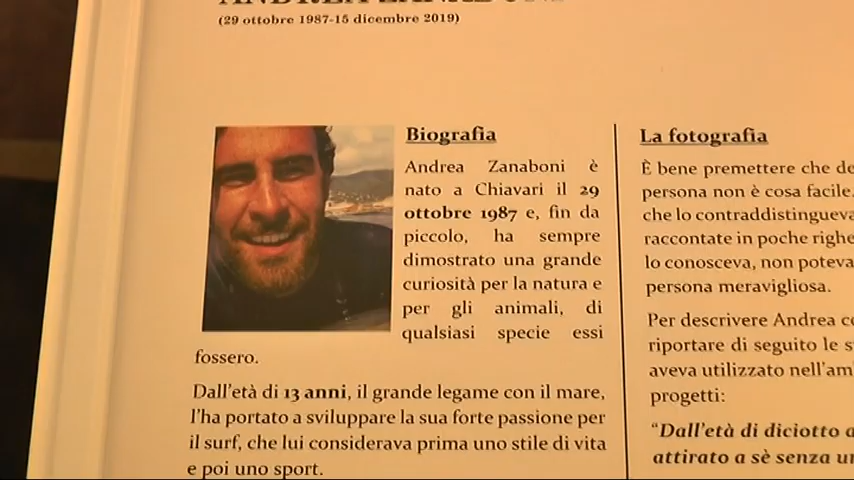 ANDREA ZANABONI
(29 ottobre 1987-15 dicembre 2019)
Biografia
Andrea Zanaboni è
nato a Chiavari il 29
ottobre 1987 e, fin da
piccolo, ha sempre
dimostrato una grande
curiosità per la natura e
per gli animali, di
qualsiasi specie essi
fossero.
Dall'età di 13 anni, il grande legame con il mare,
l'ha portato a sviluppare la sua forte passione per
il surf, che lui considerava prima uno stile di vita
e poi uno sport.
La fotografia
È bene premettere che de
persona non è cosa facile.
che lo contraddistingueva
raccontate in poche righe
lo conosceva, non poteva
persona meravigliosa.
Per descrivere Andrea co
riportare di seguito le s
aveva utilizzato nell'am
progetti:
"Dall'età di diciotto a
attirato a sè senza un